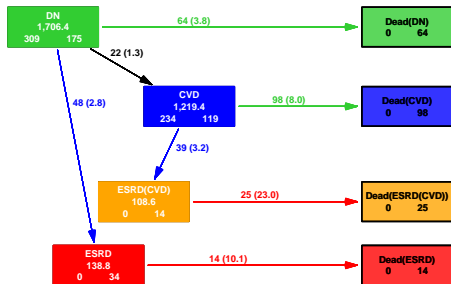 DN
1,706.4
309 175
64 (3.8)
Dead(DN)
0 64
22 (1.3)
48 (2.8)
CVD
1,219.4
234 119
98 (8.0)
Dead(CVD)
0 98
39 (3.2)
ESRD(CVD)
108.6
0 14
25 (23.0)
Dead(ESRD(CVD))
0 25
ESRD
138.8
0 34
14 (10.1)
Dead(ESRD)
0 14